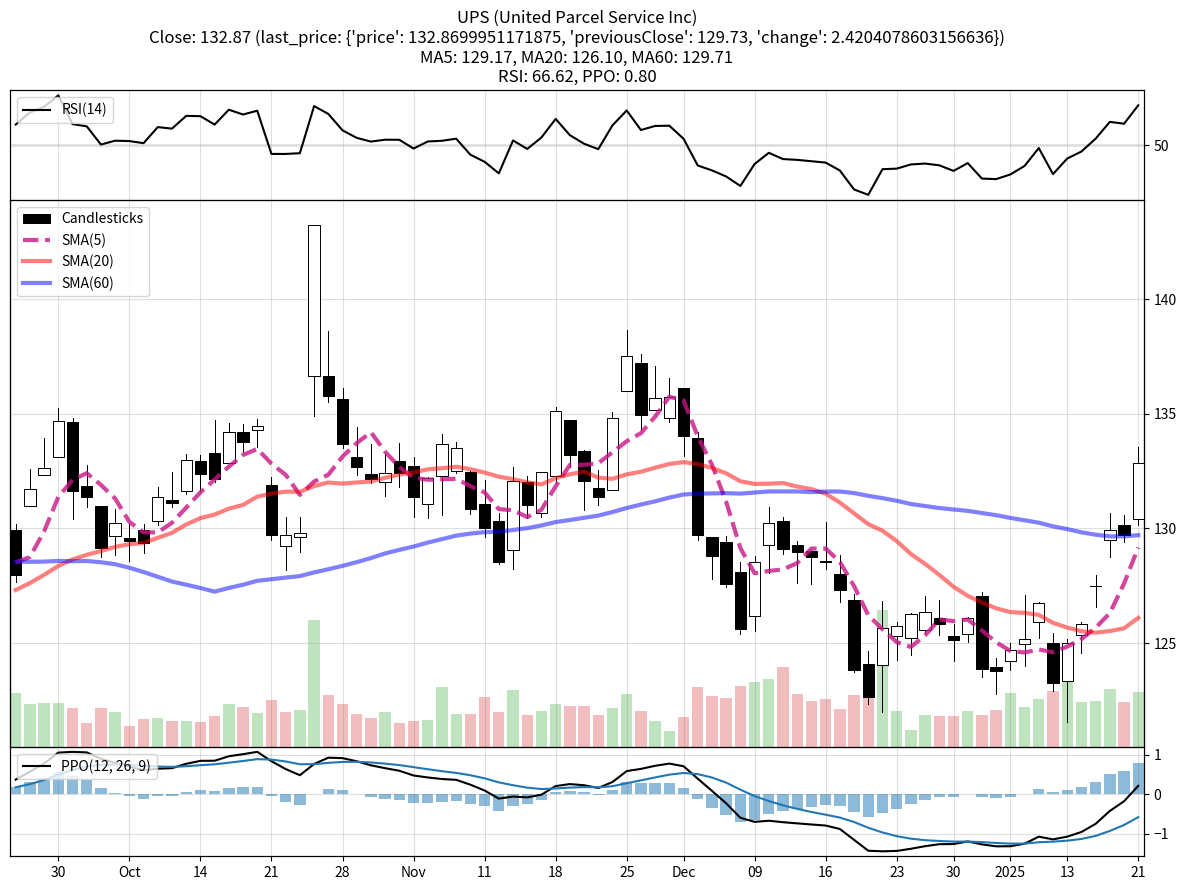 UPS (United Parcel Service Inc)
Close: 132.87 (last_price: {'price': 132.8699951171875, 'previousClose': 129.73, 'change': 2.4204078603156636})
MA5: 129.17, MA20: 126.10, MA60: 129.71
RSI: 66.62, PPO: 0.80
RSI(14)
50
Candlesticks
SMA(5)
SMA(20)
SMA(60)
140
135
130
125
PPO(12, 26, 9)
1
0
−1
30 Oct 14 21 28 Nov 11 18 25 Dec 09 16 23 30 2025 13 21